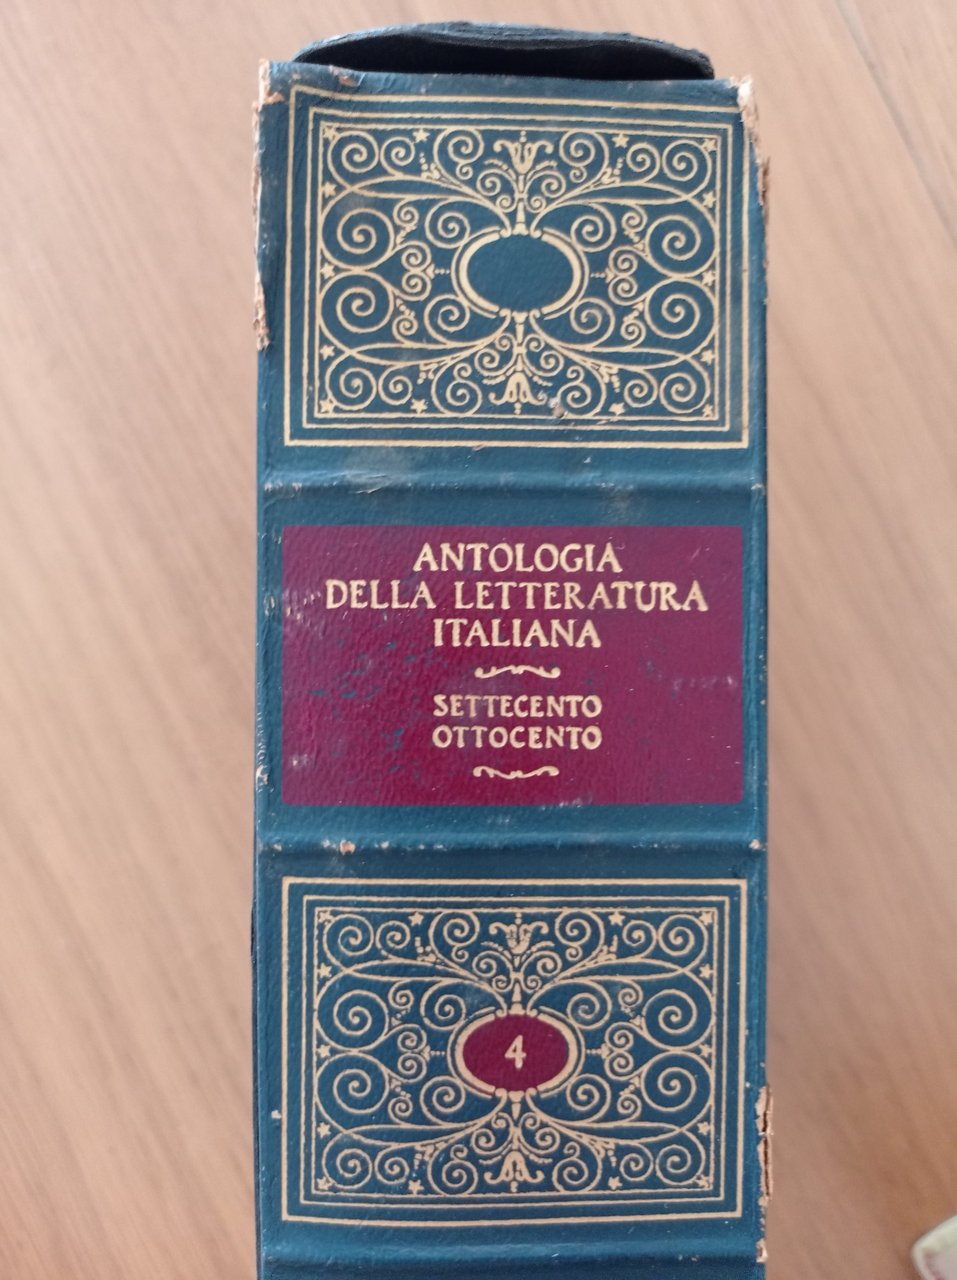 ANTOLOGIA
DELLA LETTERATURA
ITALIANA
SETTECENTO
OTTOCENTO
4